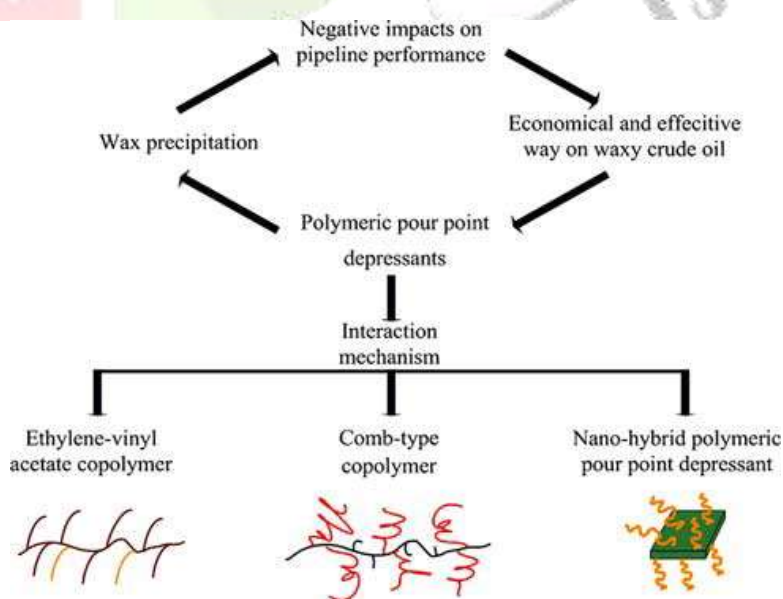 Negative impacts on
pipeline performance
Wax precipitation
Economical and effecitive
way on waxy crude oil
Polymeric pour point
depressants
Interaction
mechanism
Ethylene-vinyl
acetate copolymer
Comb-type
copolymer
Nano-hybrid polymeric
pour point depressant